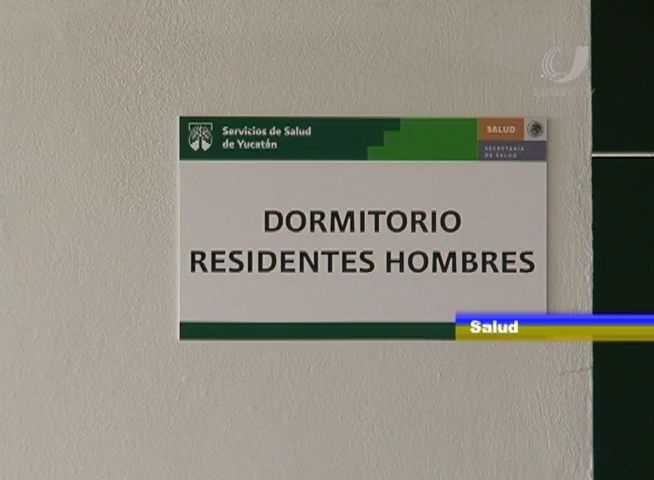 Servicios de Salud
de Yucatán
SALUD
SECRETARÍA
DE SALUD
DORMITORIO
RESIDENTES HOMBRES
Salud